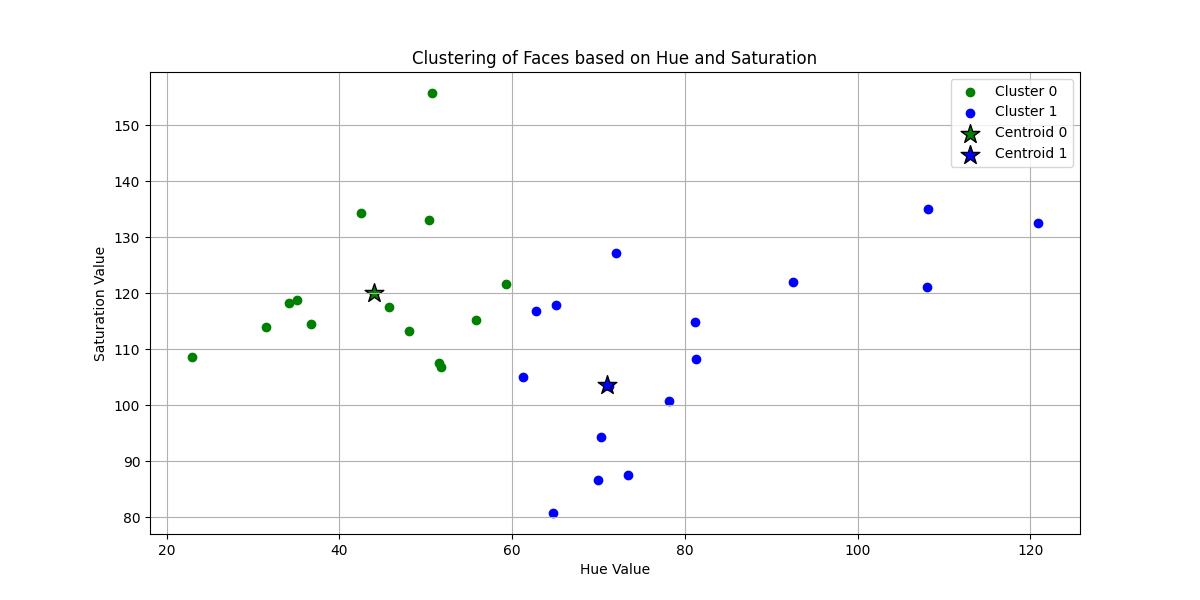 Clustering of Faces based on Hue and Saturation
Cluster 0
Cluster 1
Centroid 0
Centroid 1
Saturation Value
150
140
130
120
110
100
90
80
20
40
60
80
100
120
Hue Value